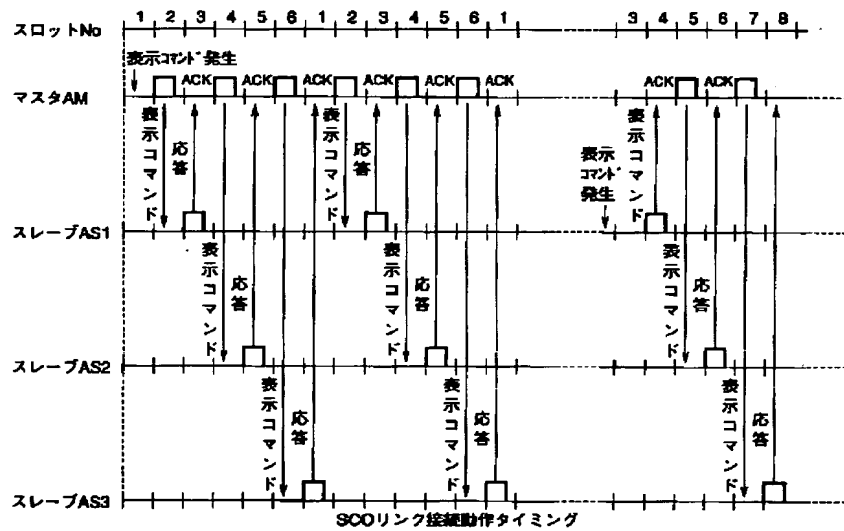 スロットNo 1 2 3 4 5 6 1 2 3 4 5 6 1 3 4 5 6 7 8
表示コマンド発生
マスタAM ACK ACK ACK ACK ACK ACK ACK ACK
表示コマンド
応答
表示コマンド
応答
表示コマンド発生
表示コマンド
スレーブAS1
表示コマンド
応答
表示コマンド
応答
表示コマンド
応答
スレーブAS2
表示コマンド
応答
表示コマンド
応答
表示コマンド
応答
スレーブAS3
SCOリンク接続動作タイミング